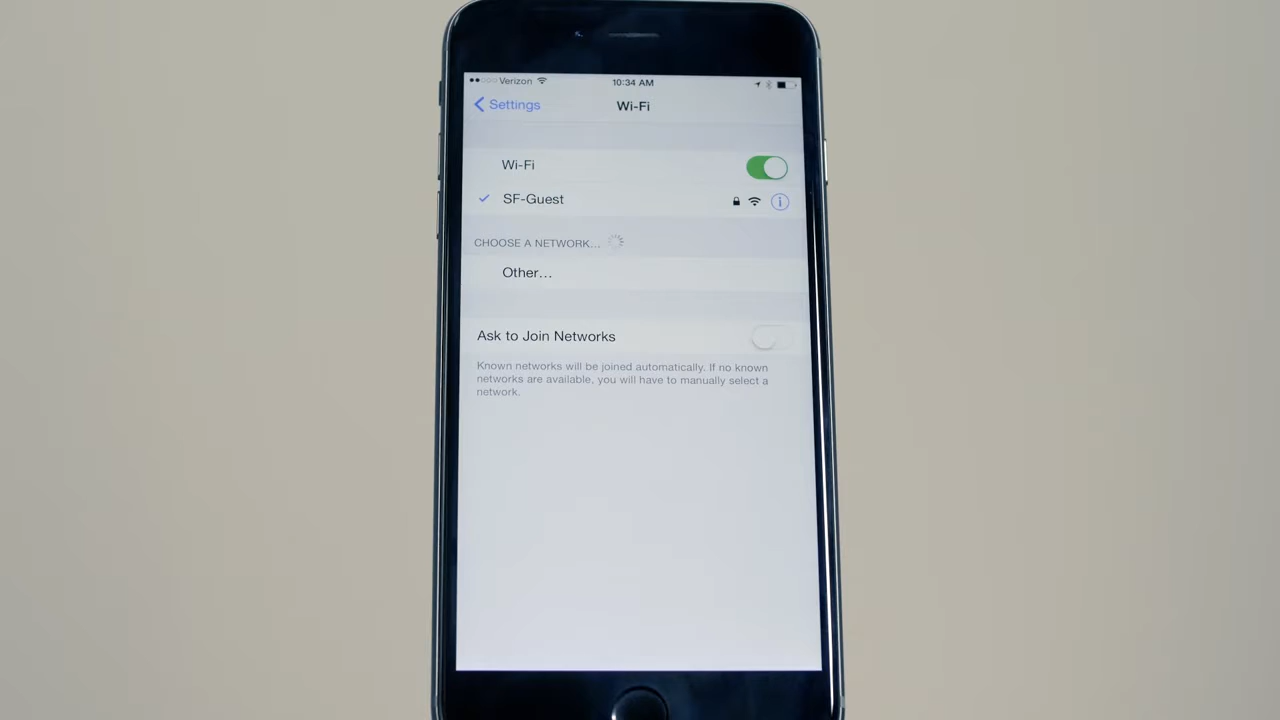 Verizon 10:34 AM
Settings Wi-Fi
Wi-Fi
SF-Guest
CHOOSE A NETWORK...
Other...
Ask to Join Networks
Known networks will be joined automatically. If no known
networks are available, you will have to manually select a
network.